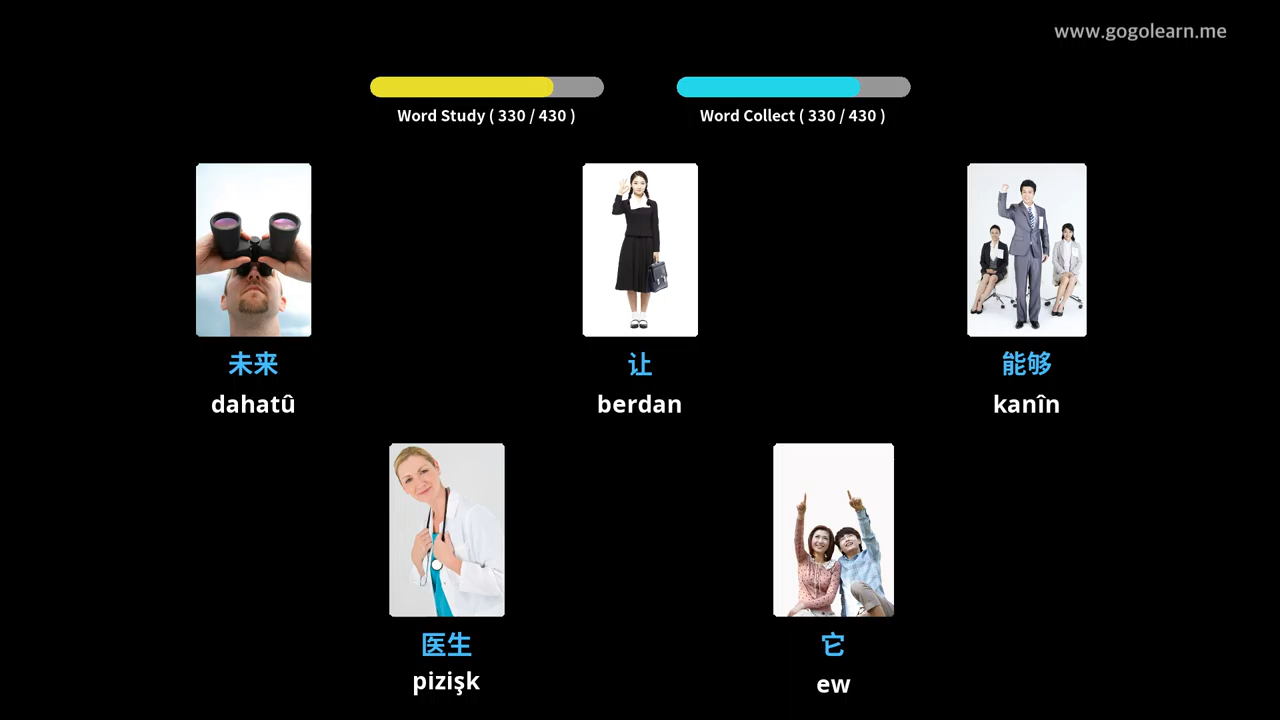 www.gogolearn.me
Word Study ( 330 / 430 )
Word Collect ( 330 / 430 )
未来
让
能够
dahatû
berdan
kanîn
医生
它
pizişk
ew